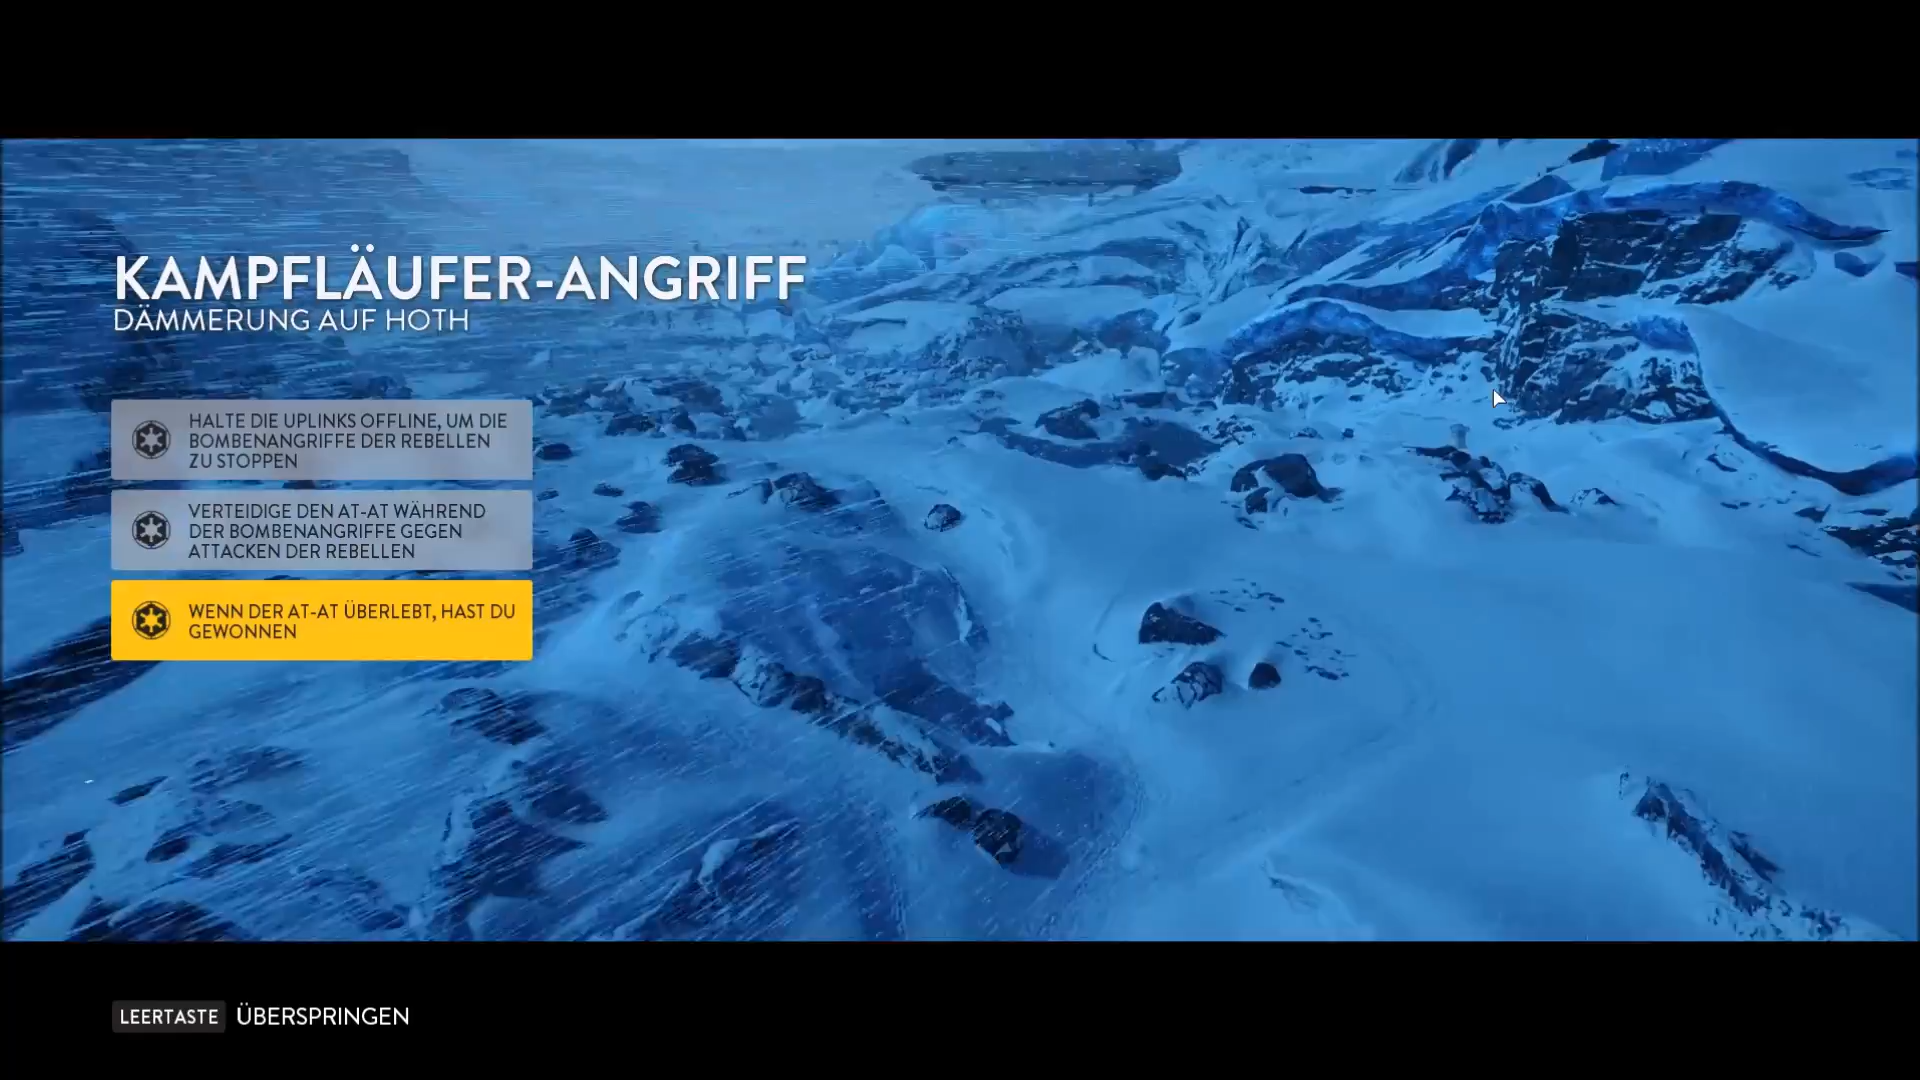 KAMPFLÄUFER-ANGRIFF
DÄMMERUNG AUF HOTH
HALTE DIE UPLINKS OFFLINE, UM DIE
BOMBENANGRIFFE DER REBELLEN
ZU STOPPEN
VERTEIDIGE DEN AT-AT WÄHREND
DER BOMBENANGRIFFE GEGEN
ATTACKEN DER REBELLEN
WENN DER AT-AT ÜBERLEBT, HAST DU
GEWONNEN
LEERTASTE ÜBERSPRINGEN